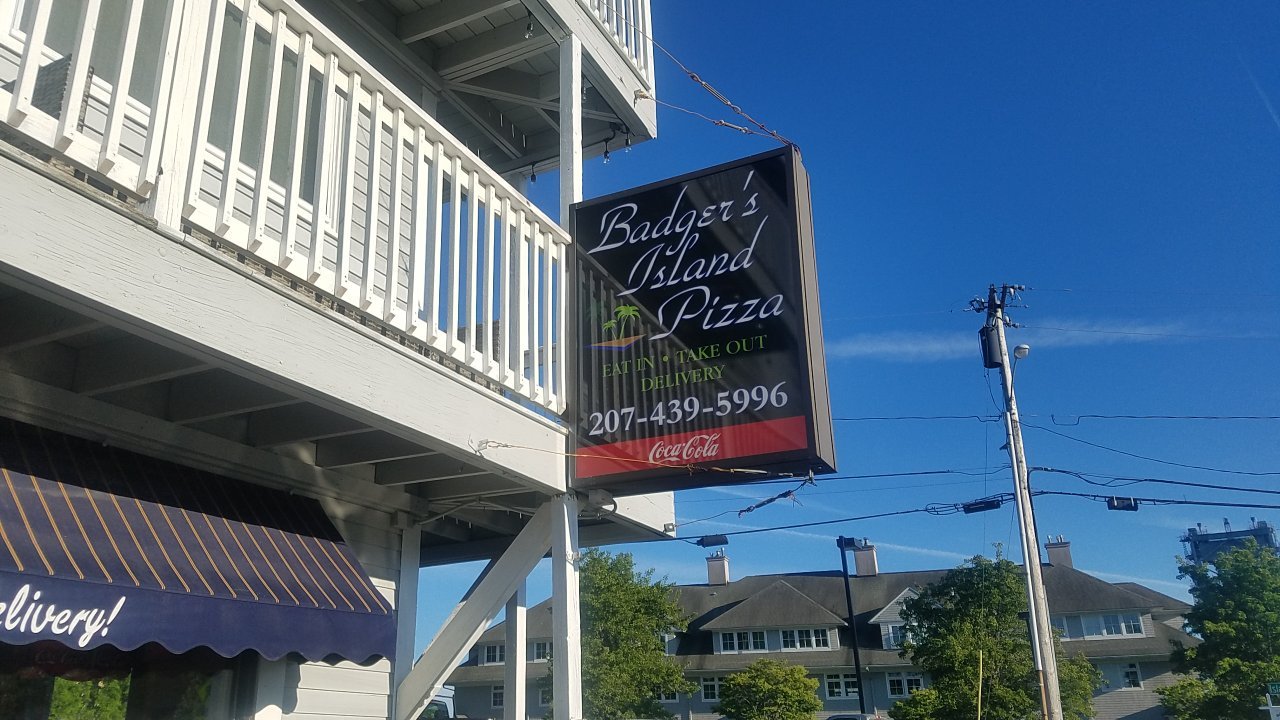 Badger's
Island
Pizza
EAT IN • TAKE OUT
DELIVERY
207-439-5996
Coca-Cola
elivery!